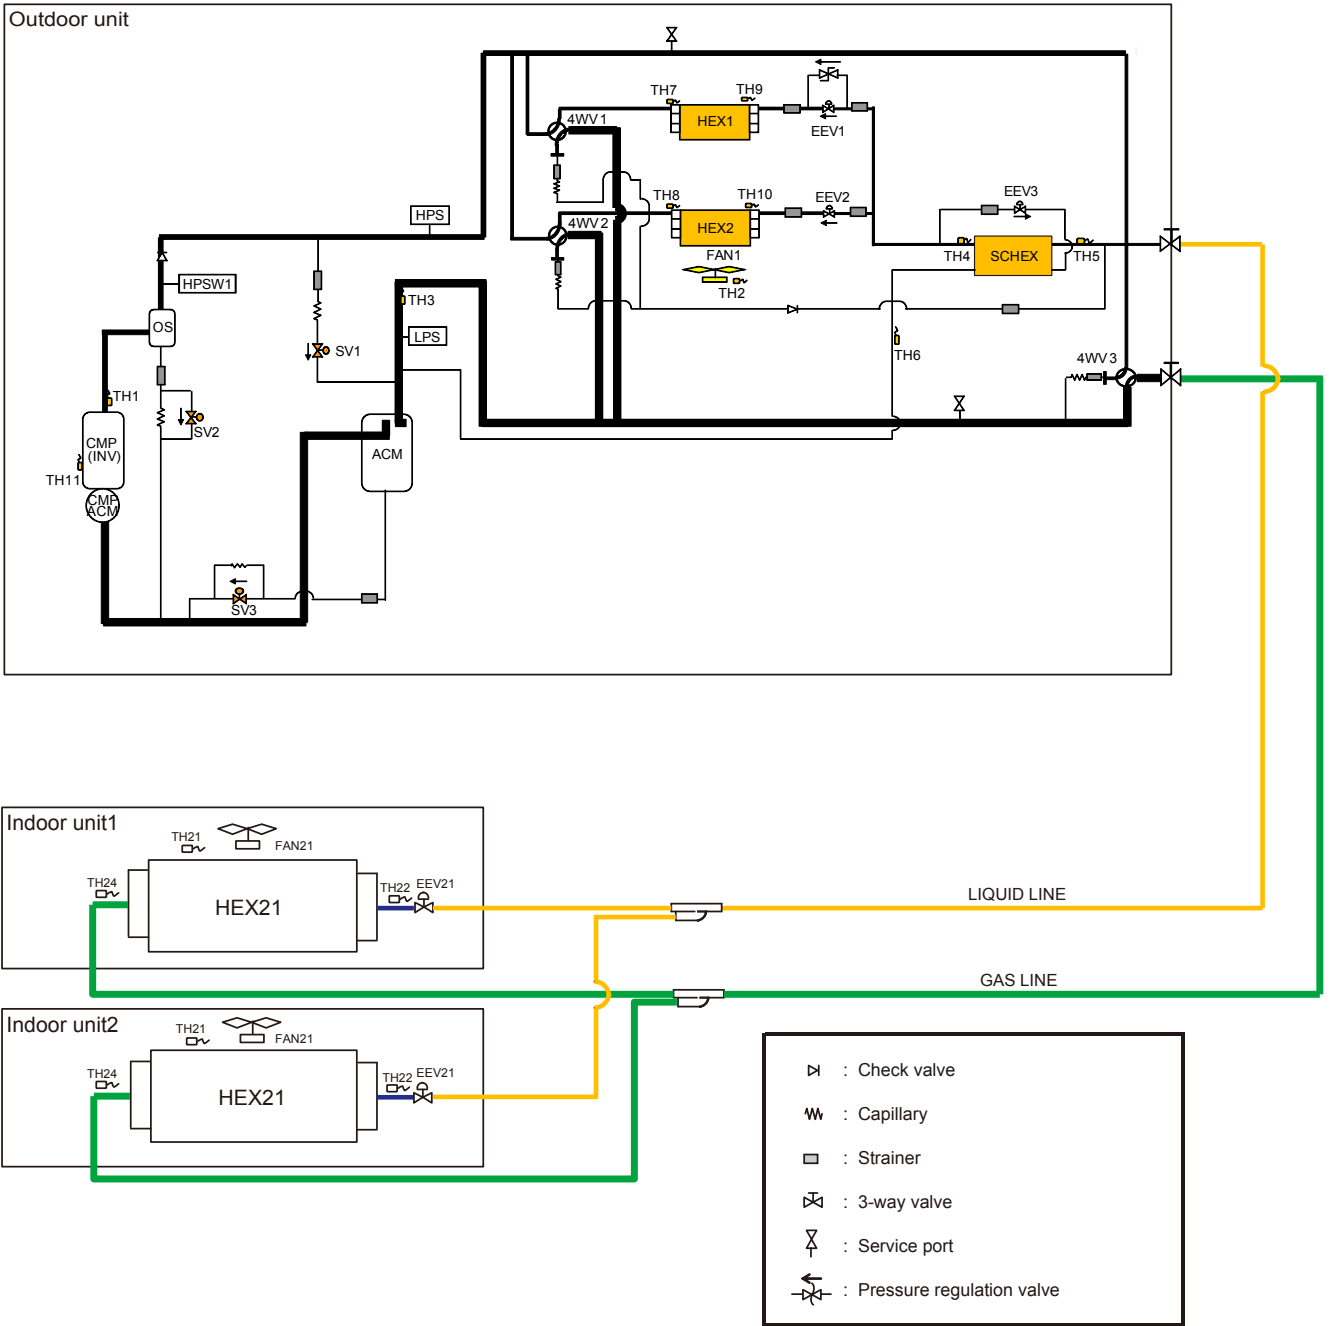 Outdoor unit
TH7
TH9
4WV1
HEX1
EEV1
TH8
TH10
EEV2
EEV3
HPS
4WV2
HEX2
FAN1
TH4
SCHEX
TH5
HPSW1
TH3
TH2
OS
LPS
SV1
TH6
4WV3
TH1
SV2
CMP
(INV)
ACM
TH11
CMP
ACM
SV3
Indoor unit1
TH21
FAN21
TH24
HEX21
TH22
EEV21
LIQUID LINE
GAS LINE
Indoor unit2
TH21
FAN21
TH24
HEX21
TH22
EEV21
: Check valve
: Capillary
: Strainer
: 3-way valve
: Service port
: Pressure regulation valve